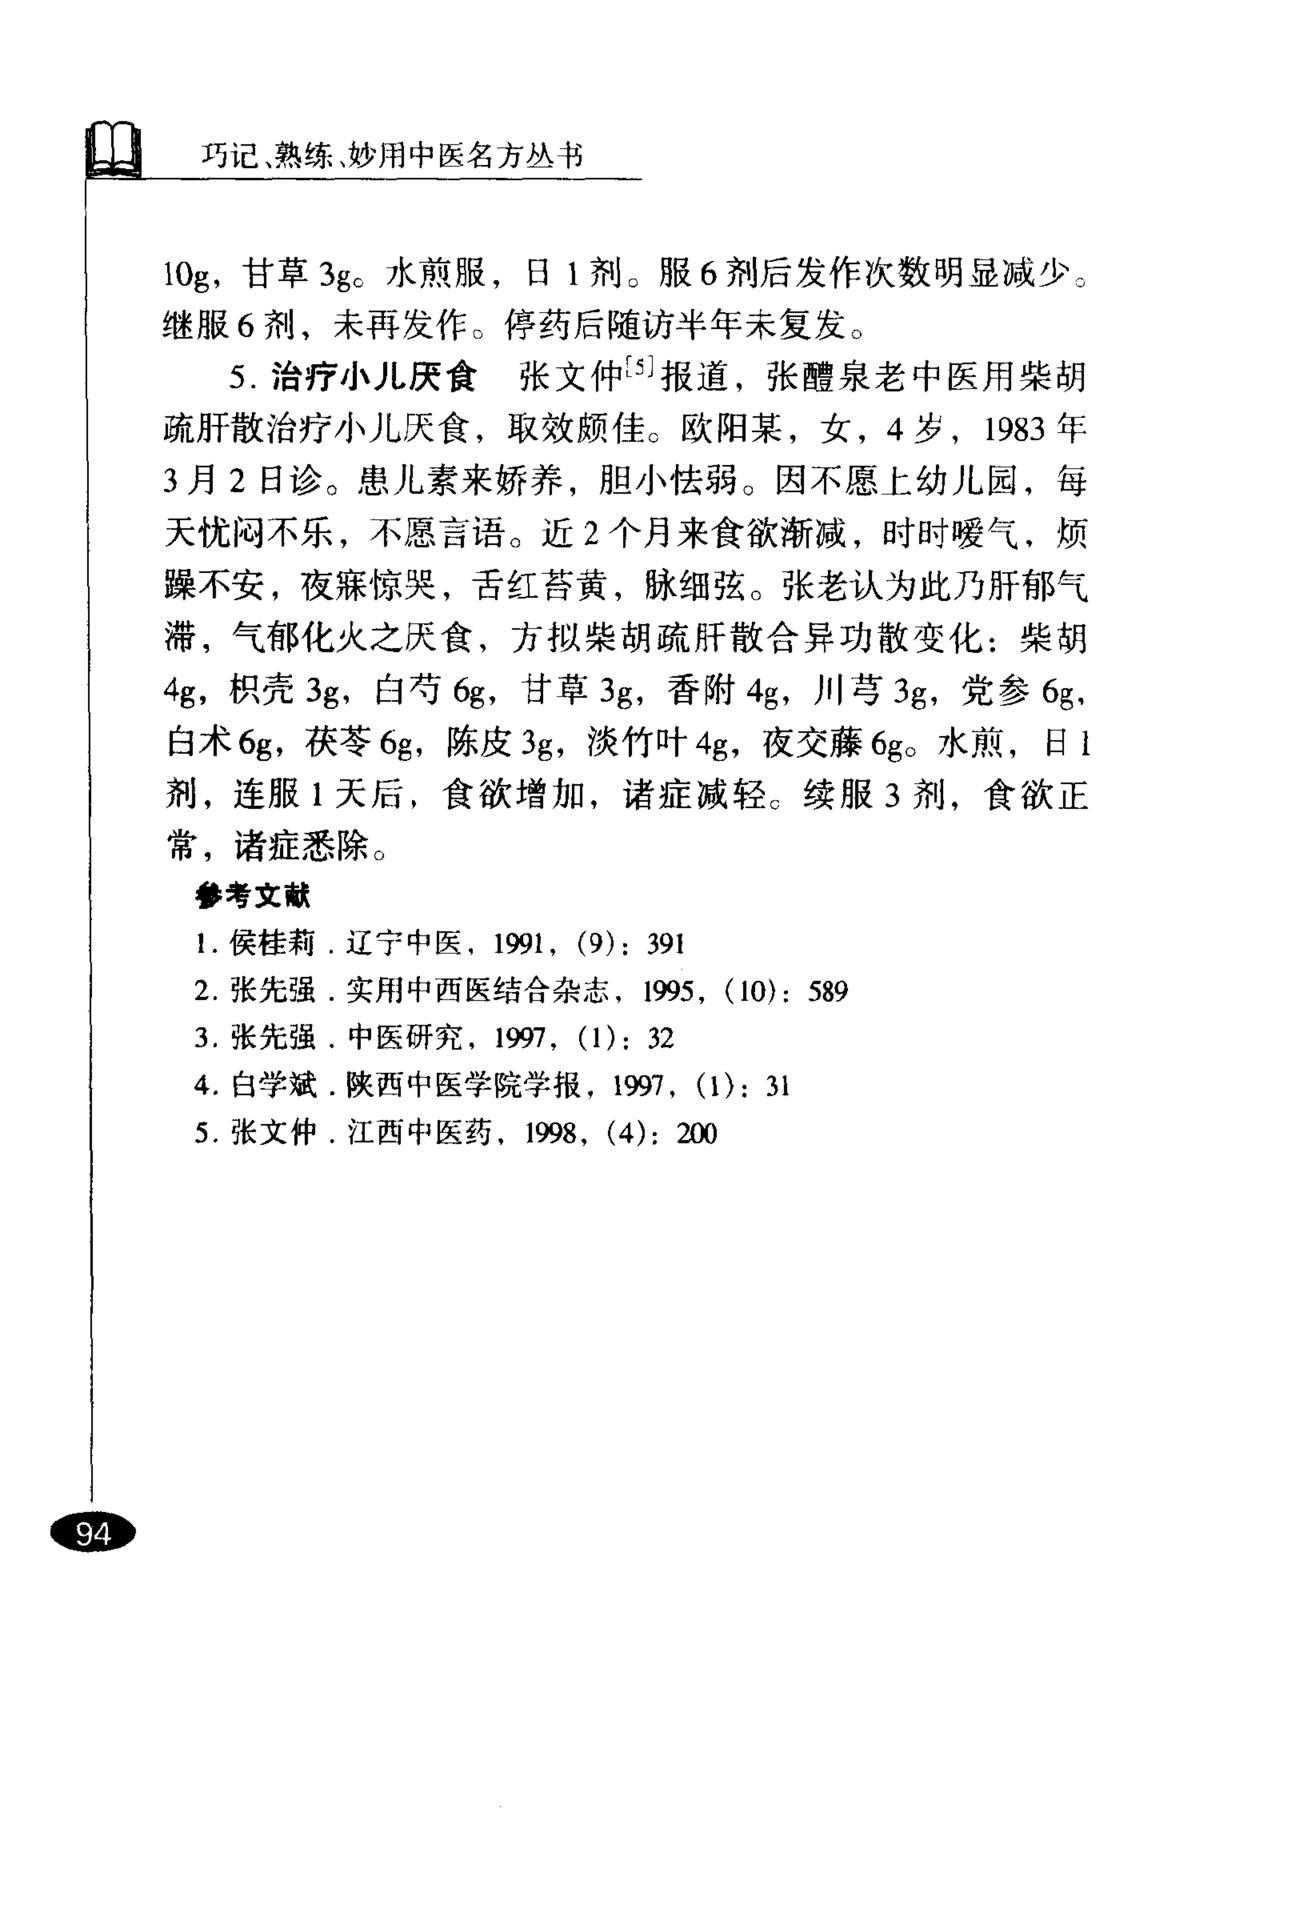 巧记、熟练、妙用中医名方丛书
10g，甘草 3g。水煎服，日 1 剂。服 6 剂后发作次数明显减少。
继服 6 剂，未再发作。停药后随访半年未复发。
5. 治疗小儿厌食　张文仲[5]报道，张醴泉老中医用柴胡
疏肝散治疗小儿厌食，取效颇佳。欧阳某，女，4 岁，1983 年
3 月 2 日诊。患儿素来娇养，胆小怯弱。因不愿上幼儿园，每
天忧闷不乐，不愿言语。近 2 个月来食欲渐减，时时嗳气，烦
躁不安，夜寐惊哭，舌红苔黄，脉细弦。张老认为此乃肝郁气
滞，气郁化火之厌食，方拟柴胡疏肝散合异功散变化：柴胡
4g，枳壳 3g，白芍 6g，甘草 3g，香附 4g，川芎 3g，党参 6g，
白术 6g，茯苓 6g，陈皮 3g，淡竹叶 4g，夜交藤 6g。水煎，日 1
剂，连服 1 天后，食欲增加，诸症减轻。续服 3 剂，食欲正
常，诸症悉除。
参考文献
1. 侯桂莉．辽宁中医，1991，(9)：391
2. 张先强．实用中西医结合杂志，1995，(10)：589
3. 张先强．中医研究，1997，(1)：32
4. 白学斌．陕西中医学院学报，1997，(1)：31
5. 张文仲．江西中医药，1998，(4)：200
94